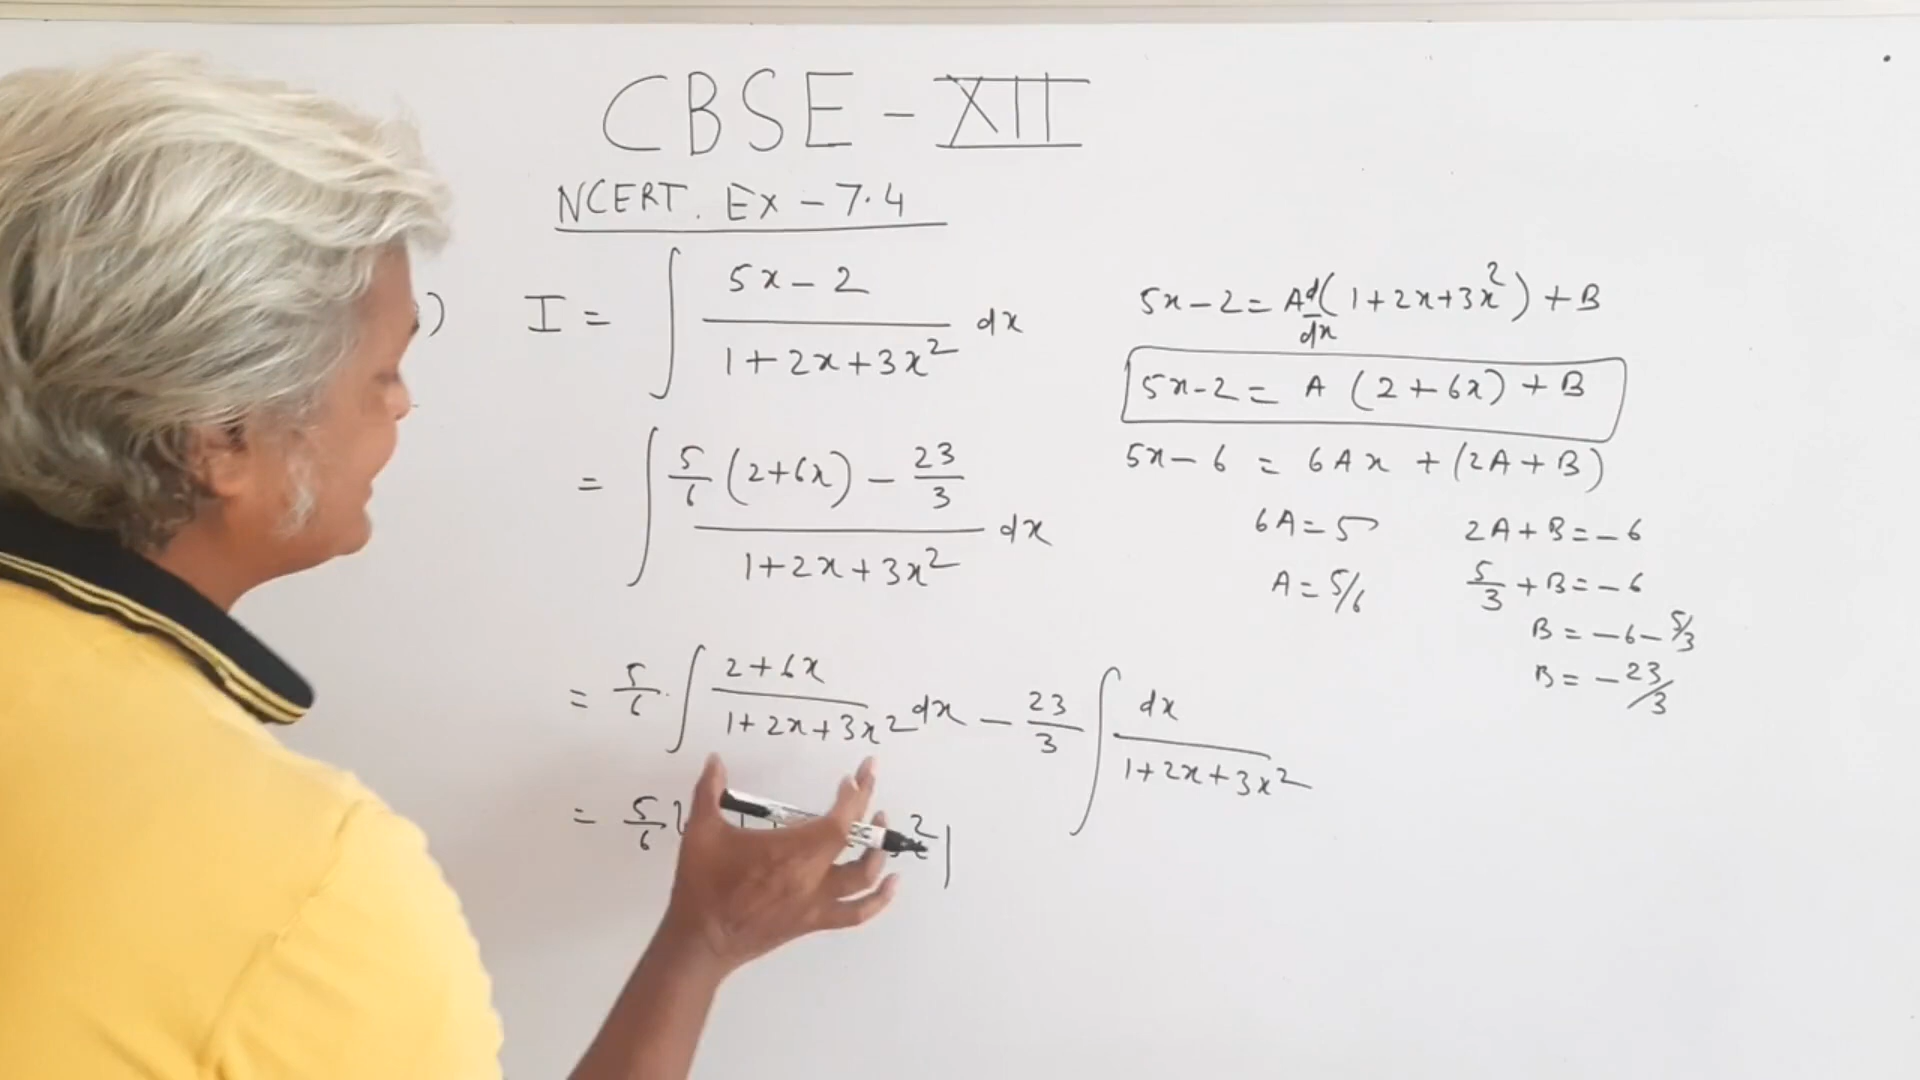 CBSE - XII
NCERT. Ex - 7.4
) I = ∫ (5x - 2)/(1+2x+3x²) dx
= ∫ (5/6 (2+6x) - 23/3)/(1+2x+3x²) dx
= 5/6 · ∫ (2+6x)/(1+2x+3x²) dx - 23/3 ∫ dx/(1+2x+3x²)
= 5/6
x² |
5x - 2 = A d/dx (1+2x+3x²) + B
5x - 2 = A (2+6x) + B
5x - 6 = 6Ax + (2A+B)
6A = 5
A = 5/6
2A + B = -6
5/3 + B = -6
B = -6 - 5/3
B = -23/3